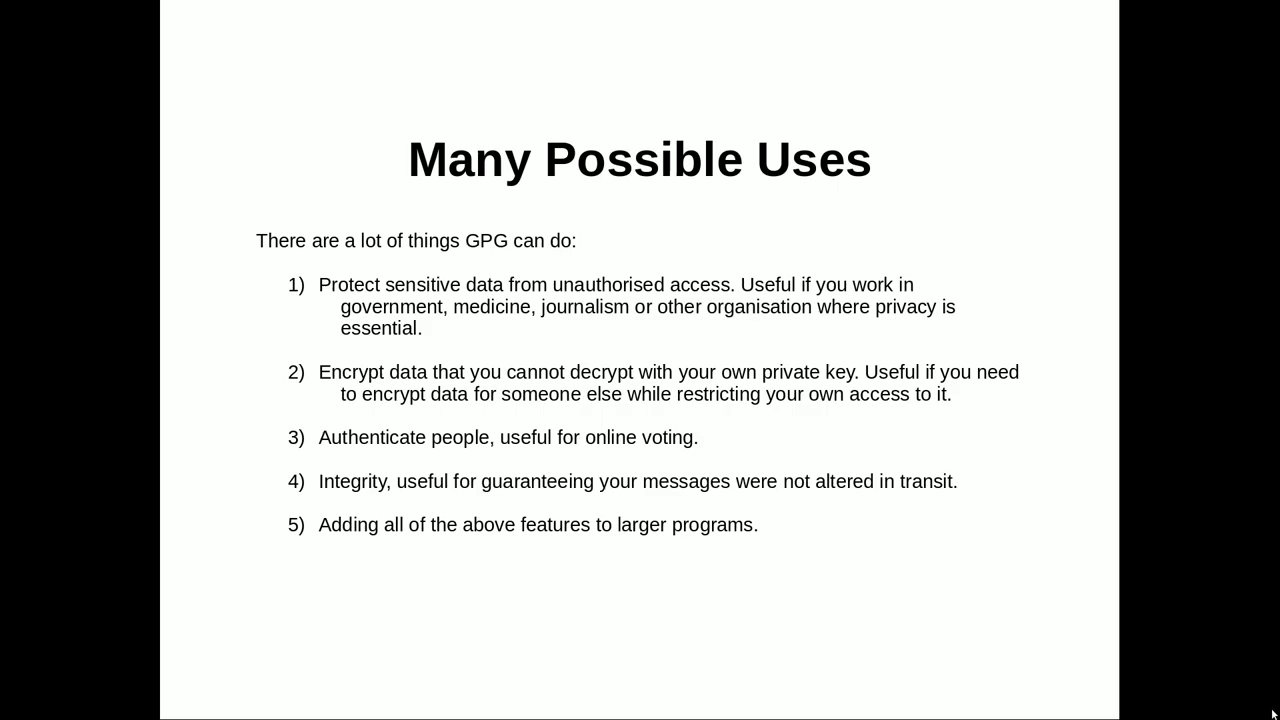 Many Possible Uses
There are a lot of things GPG can do:
1) Protect sensitive data from unauthorised access. Useful if you work in
government, medicine, journalism or other organisation where privacy is
essential.
2) Encrypt data that you cannot decrypt with your own private key. Useful if you need
to encrypt data for someone else while restricting your own access to it.
3) Authenticate people, useful for online voting.
4) Integrity, useful for guaranteeing your messages were not altered in transit.
5) Adding all of the above features to larger programs.